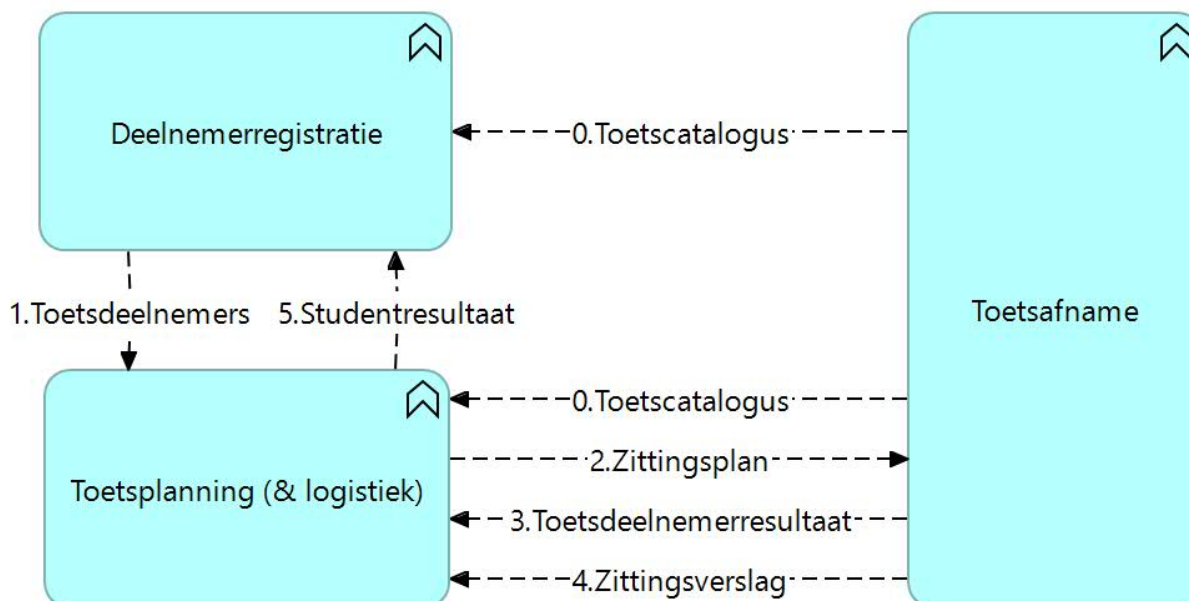 Deelnemerregistratie
0.Toetscatalogus
1.Toetsdeelnemers
5.Studentresultaat
Toetsafname
0.Toetscatalogus
2.Zittingsplan
Toetsplanning (& logistiek)
3.Toetsdeelnemerresultaat
4.Zittingsverslag